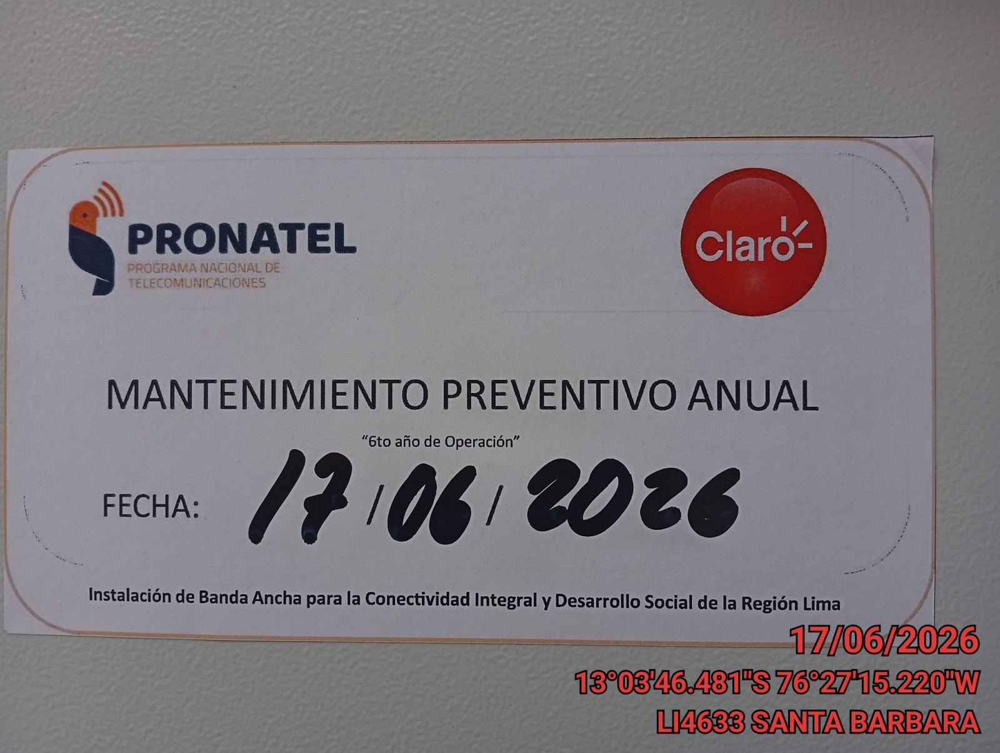 PRONATEL
PROGRAMA NACIONAL DE
TELECOMUNICACIONES
Claro
MANTENIMIENTO PREVENTIVO ANUAL
“6to año de Operación”
FECHA: 17/06/2026
Instalación de Banda Ancha para la Conectividad Integral y Desarrollo Social de la Región Lima
17/06/2026
13°03'46.481"S 76°27'15.220"W
LI4633 SANTA BARBARA